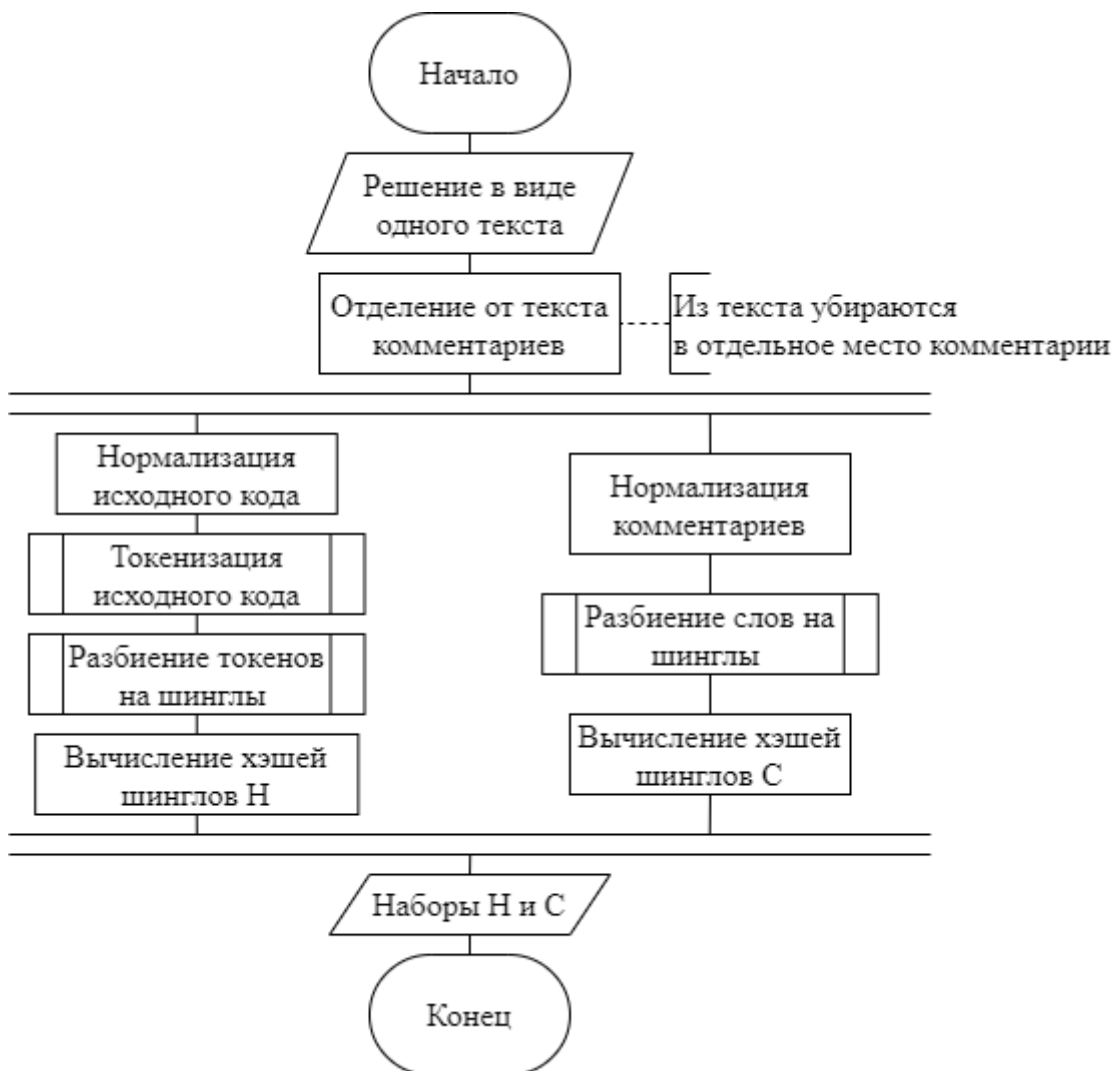 Начало
Решение в виде
одного текста
Отделение от текста
комментариев
Из текста убираются
в отдельное место комментарии
Нормализация
исходного кода
Токенизация
исходного кода
Разбиение токенов
на шинглы
Вычисление хэшей
шинглов H
Нормализация
комментариев
Разбиение слов на
шинглы
Вычисление хэшей
шинглов C
Наборы H и C
Конец